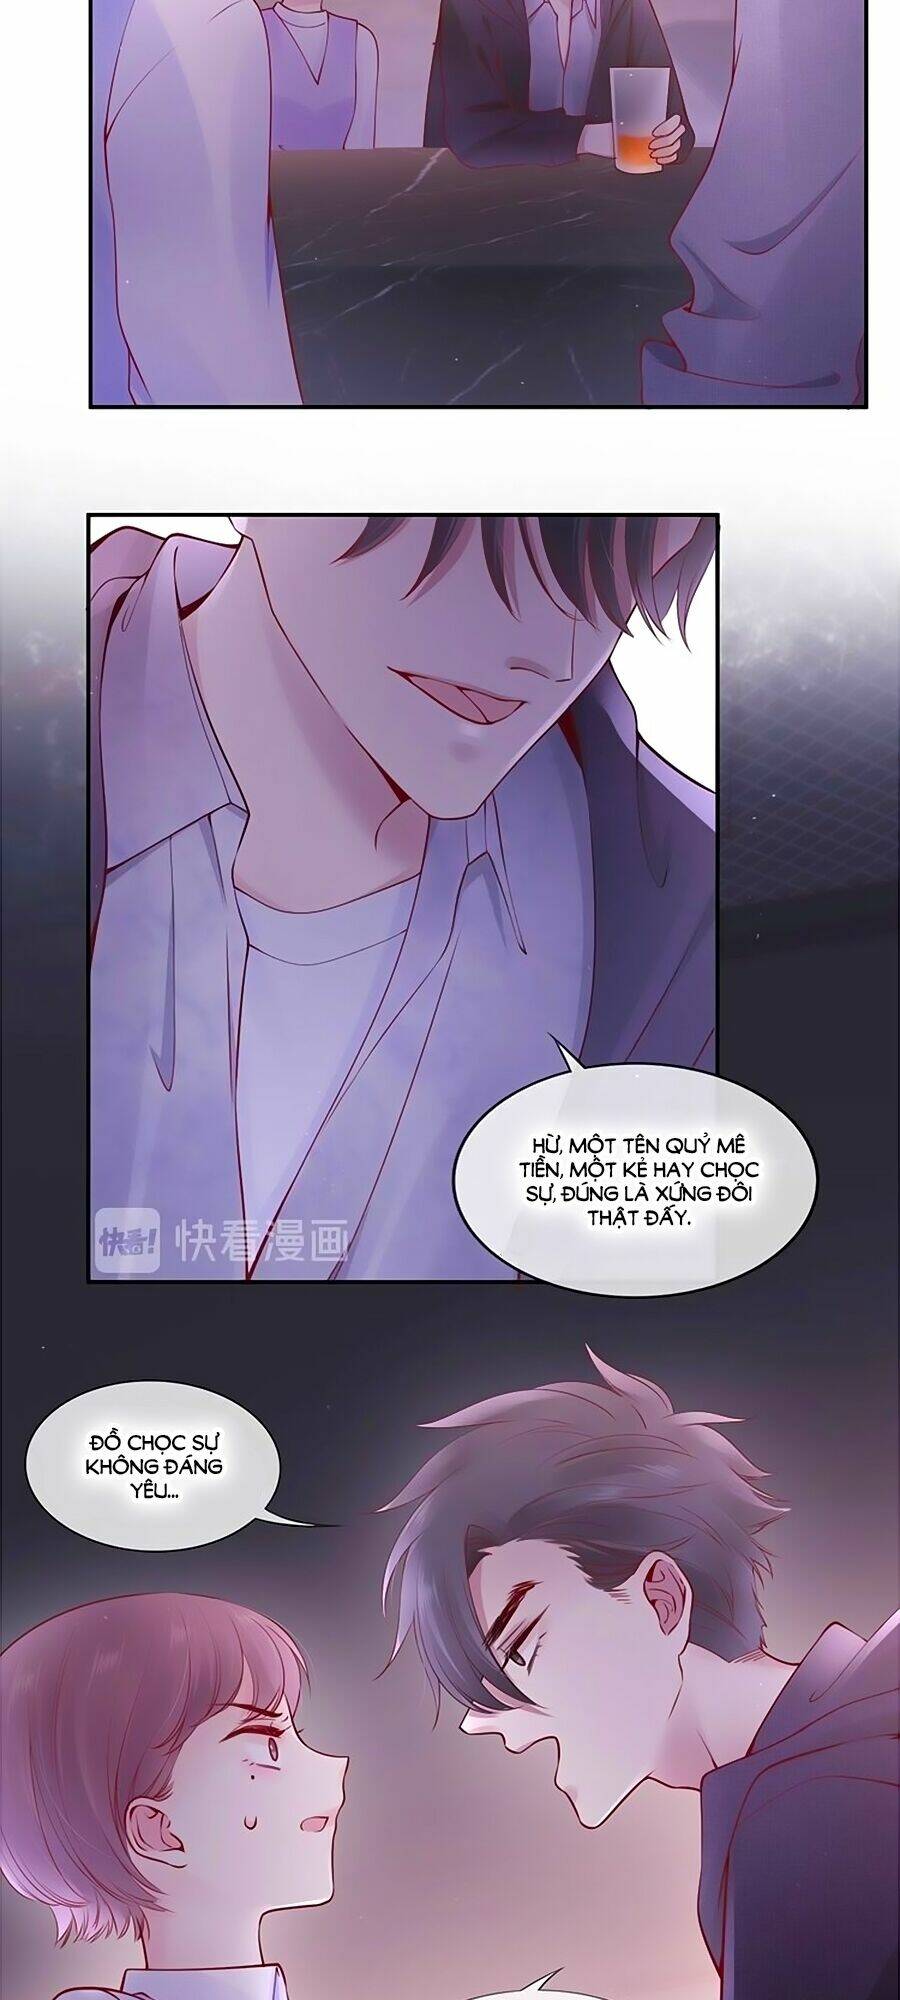 HỪ, MỘT TÊN QUỶ MÊ
TIỀN, MỘT KẺ HAY CHỌC
SỰ, ĐÚNG LÀ XỨNG ĐÔI
THẬT ĐẤY.
快看! 快看漫画
ĐỒ CHỌC SỰ
KHÔNG ĐÁNG
YÊU...